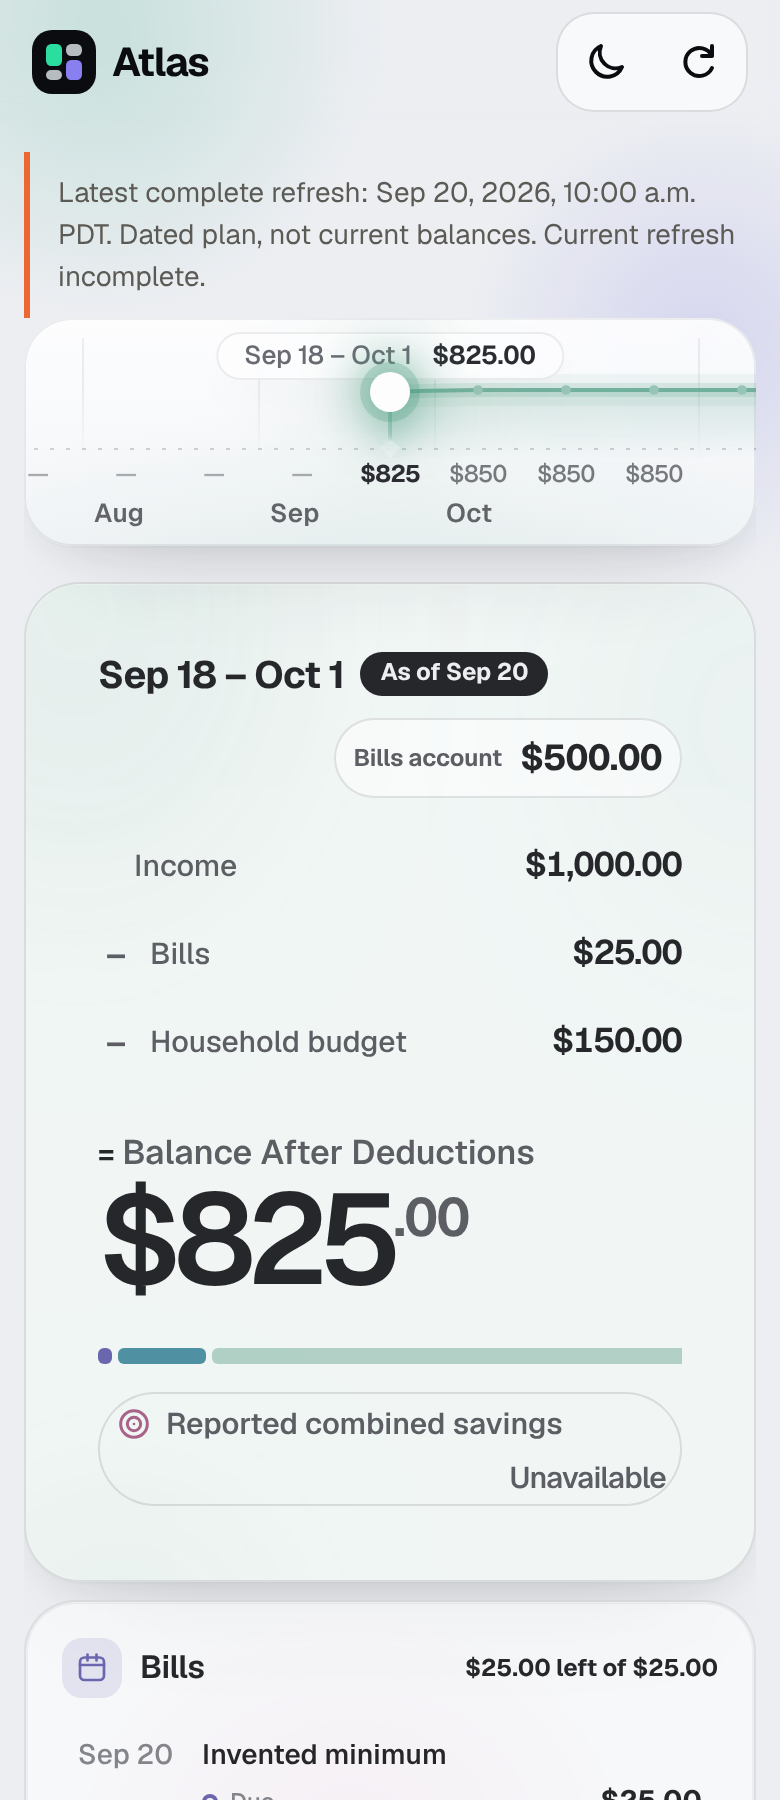 Atlas
Latest complete refresh: Sep 20, 2026, 10:00 a.m.
PDT. Dated plan, not current balances. Current refresh
incomplete.
Sep 18 – Oct 1 $825.00
— — — — $825 $850 $850 $850
Aug Sep Oct
Sep 18 – Oct 1 As of Sep 20
Bills account $500.00
Income $1,000.00
– Bills $25.00
– Household budget $150.00
= Balance After Deductions
$825.00
Reported combined savings
Unavailable
Bills $25.00 left of $25.00
Sep 20 Invented minimum
Due $25.00